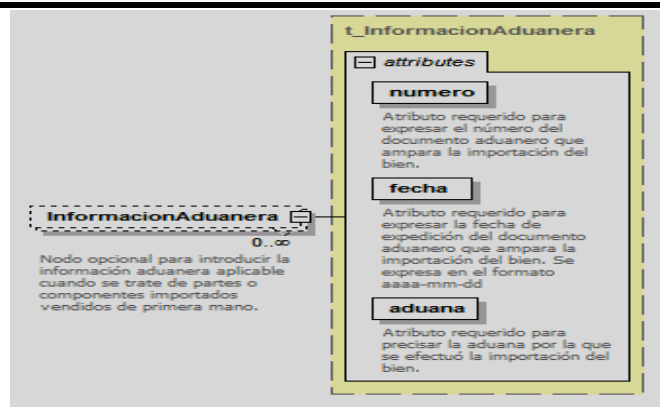 t_InformacionAduanera
attributes
numero
Atributo requerido para
expresar el número del
documento aduanero que
ampara la importación del
bien.
fecha
Atributo requerido para
expresar la fecha de
expedición del documento
aduanero que ampara la
importación del bien. Se
expresa en el formato
aaaa-mm-dd
aduana
Atributo requerido para
precisar la aduana por la que
se efectuó la importación del
bien.
InformacionAduanera
0..∞
Nodo opcional para introducir la
información aduanera aplicable
cuando se trate de partes o
componentes importados
vendidos de primera mano.